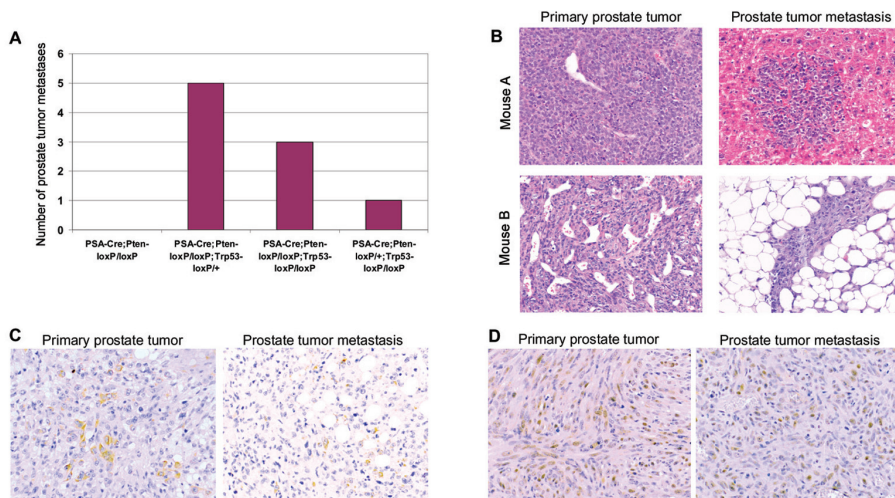 A
Number of prostate tumor metastases
6
5
4
3
2
1
0
PSA-Cre;Pten-
loxP/loxP
PSA-Cre;Pten-
loxP/loxP;Trp53-
loxP/+
PSA-Cre;Pten-
loxP/loxP;Trp53-
loxP/loxP
PSA-Cre;Pten-
loxP/+;Trp53-
loxP/loxP
B
Primary prostate tumor
Prostate tumor metastasis
Mouse A
Mouse B
C
Primary prostate tumor
Prostate tumor metastasis
D
Primary prostate tumor
Prostate tumor metastasis